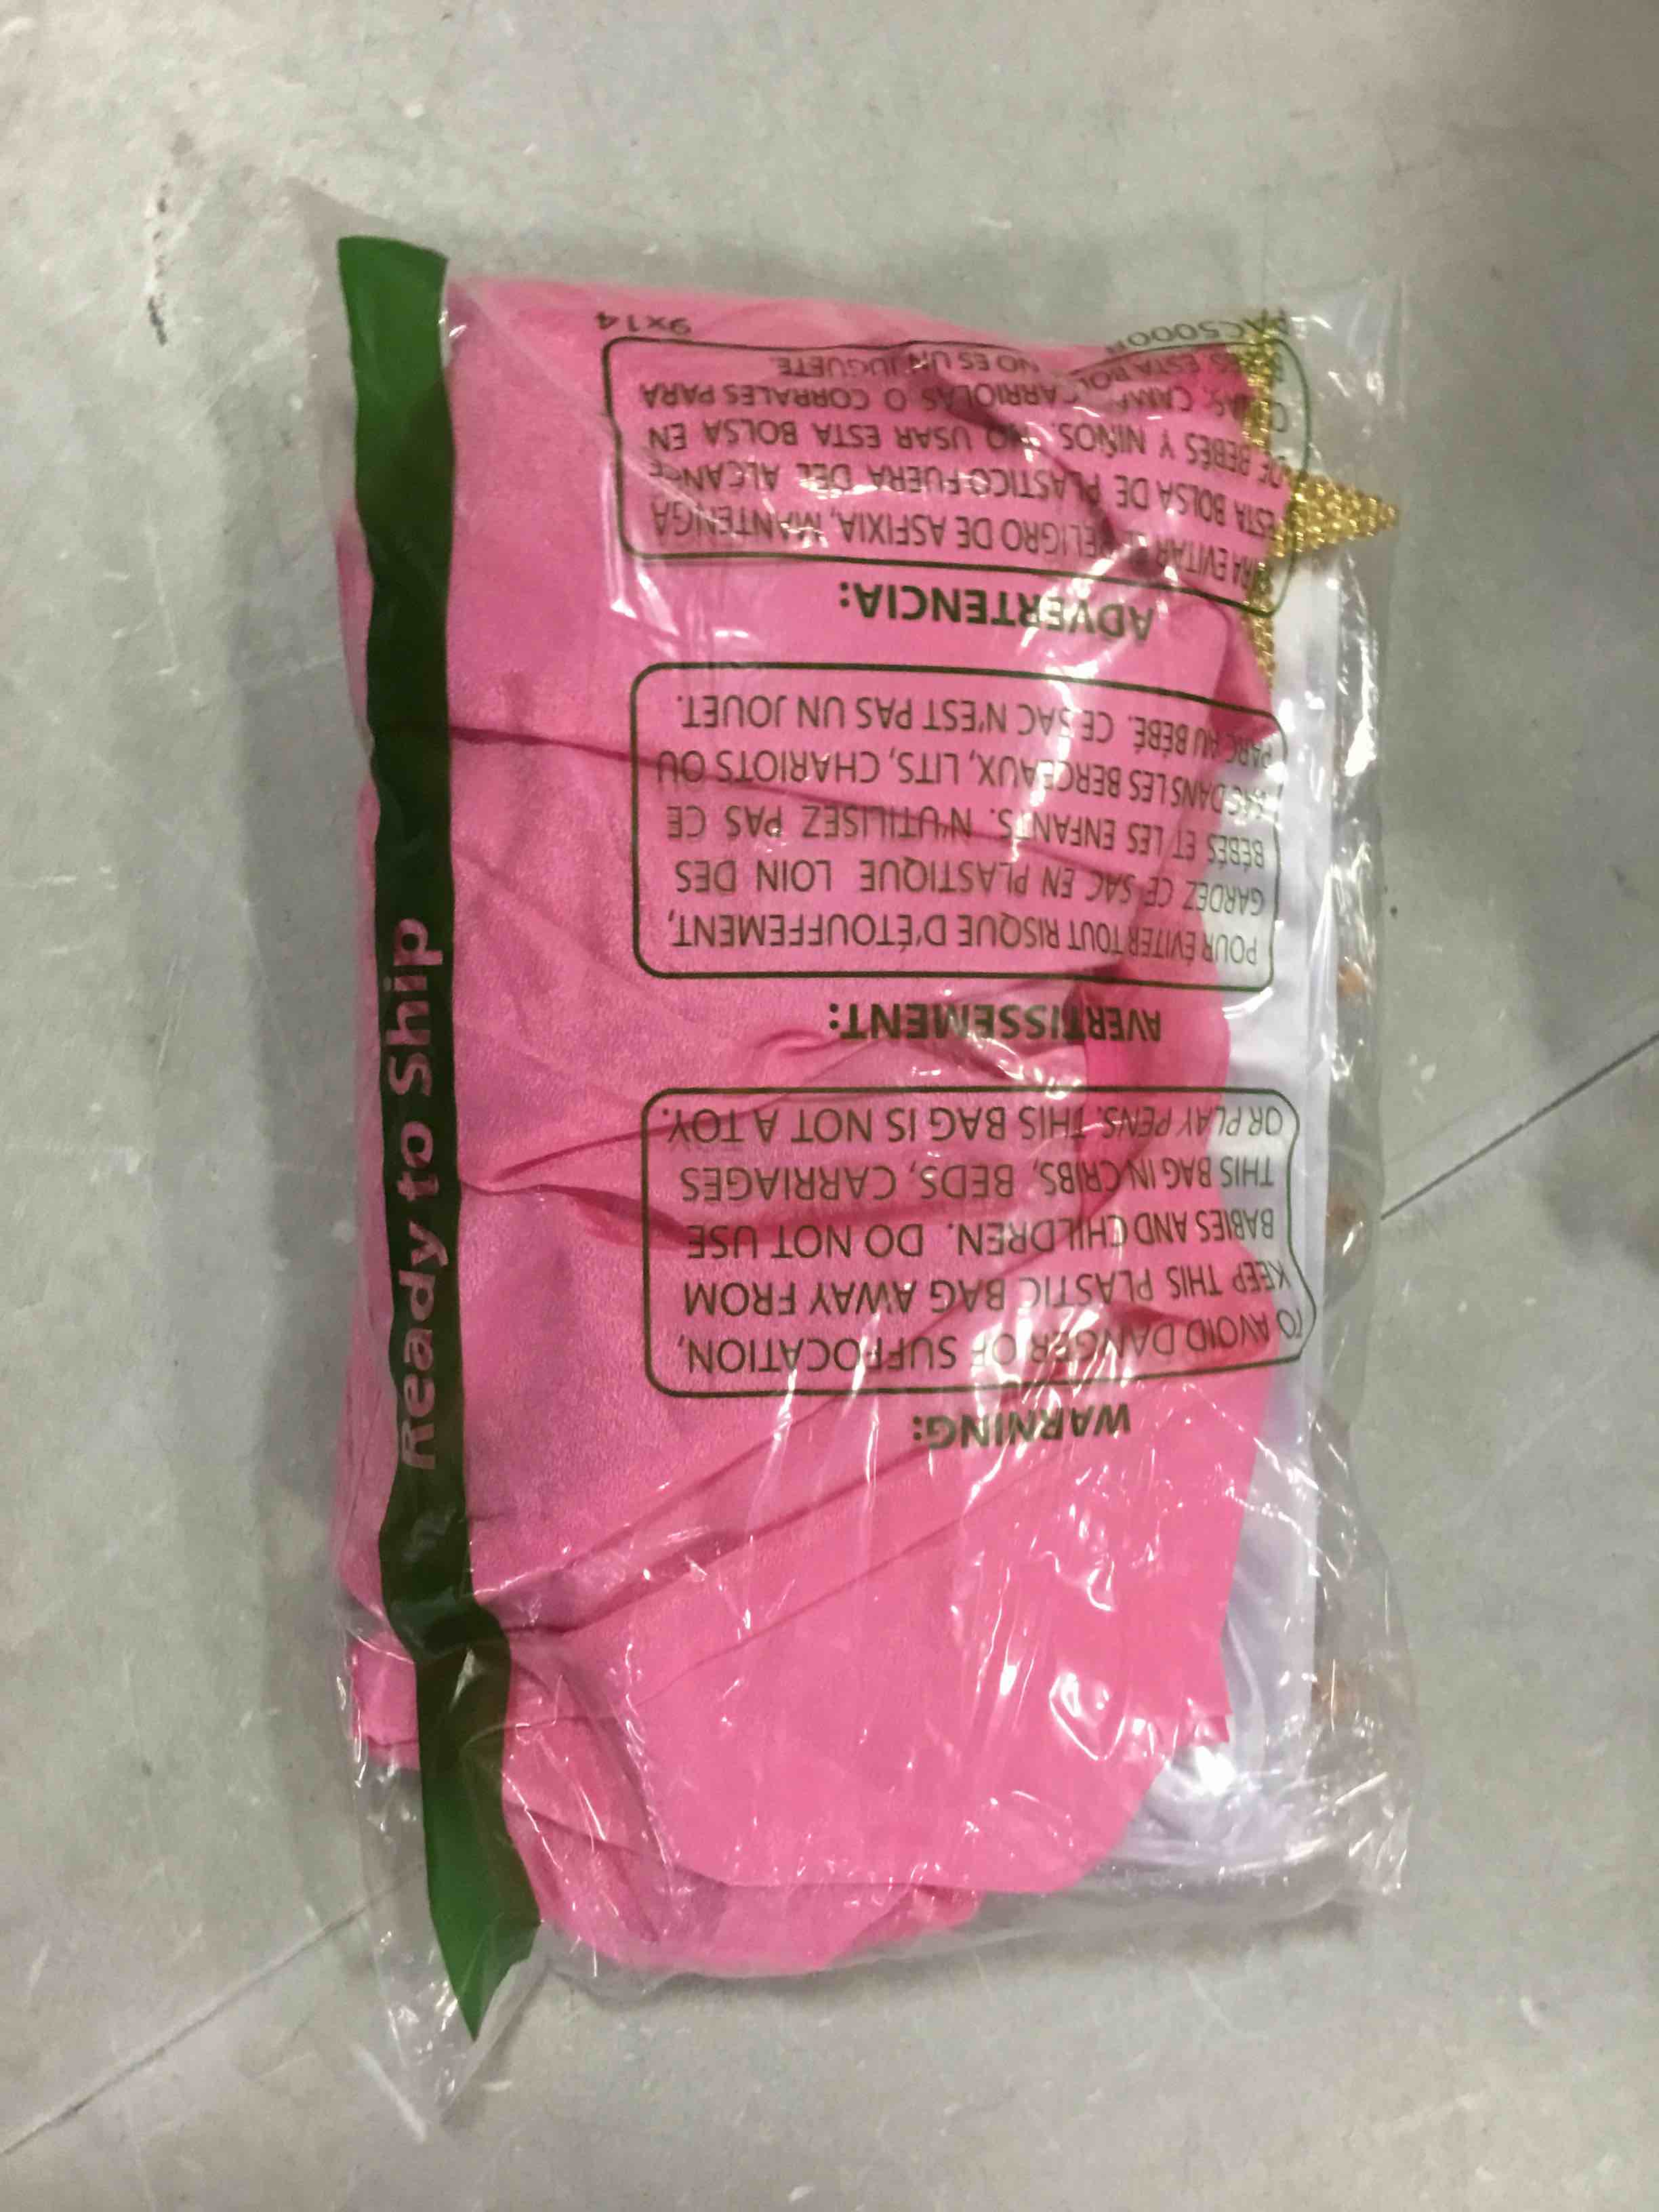 Ready to Ship
WARNING:
TO AVOID DANGER OF SUFFOCATION,
KEEP THIS PLASTIC BAG AWAY FROM
BABIES AND CHILDREN. DO NOT USE
THIS BAG IN CRIBS, BEDS, CARRIAGES
OR PLAY PENS. THIS BAG IS NOT A TOY.
AVERTISSEMENT:
POUR ÉVITER TOUT RISQUE D'ÉTOUFFEMENT,
GARDEZ CE SAC EN PLASTIQUE LOIN DES
BÉBÉS ET LES ENFANTS. N'UTILISEZ PAS CE
SAC DANS LES BERCEAUX, LITS, CHARIOTS OU
PARC AU BÉBÉ. CE SAC N'EST PAS UN JOUET.
ADVERTENCIA:
EVITAR EL PELIGRO DE ASFIXIA, MANTENGA
ESTA BOLSA DE PLASTICO FUERA DEL ALCANCE
DE BEBÉS Y NIÑOS. NO USAR ESTA BOLSA EN
CARRIOLAS O CORRALES PARA
ESTA NO ES UN JUGUETE.
9x14